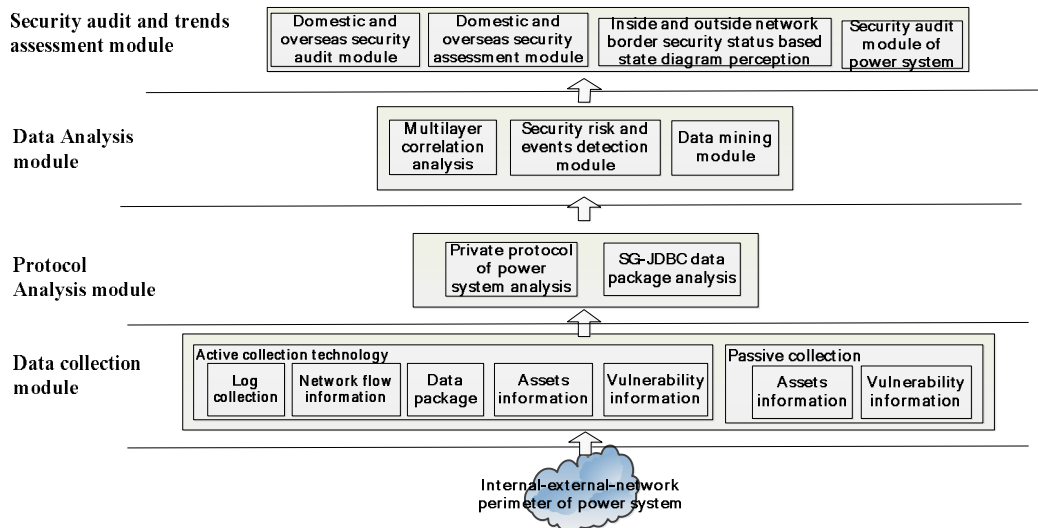 Security audit and trends
assessment module
Domestic and
overseas security
audit module
Domestic and
overseas security
assessment module
Inside and outside network
border security status based
state diagram perception
Security audit
module of
power system
Data Analysis
module
Multilayer
correlation
analysis
Security risk and
events detection
module
Data mining
module
Protocol
Analysis module
Private protocol
of power
system analysis
SG-JDBC data
package analysis
Data collection
module
Active collection technology
Log
collection
Network flow
information
Data
package
Assets
information
Vulnerability
information
Passive collection
Assets
information
Vulnerability
information
Internal-external-network
perimeter of power system